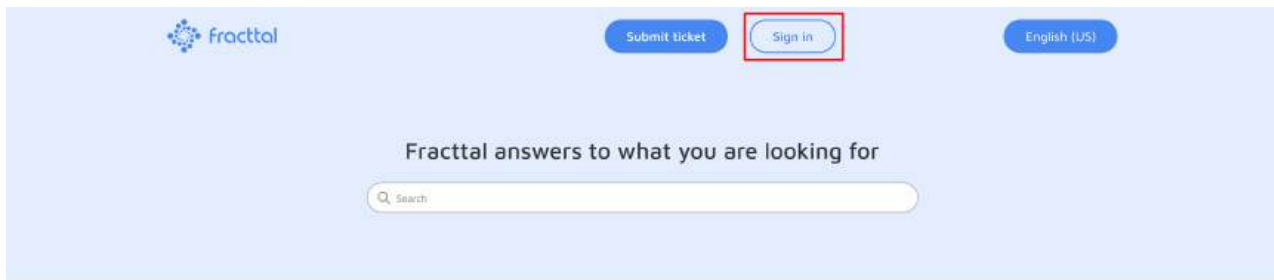 fracttal
Submit ticket
Sign in
English (US)
Fracttal answers to what you are looking for
Search